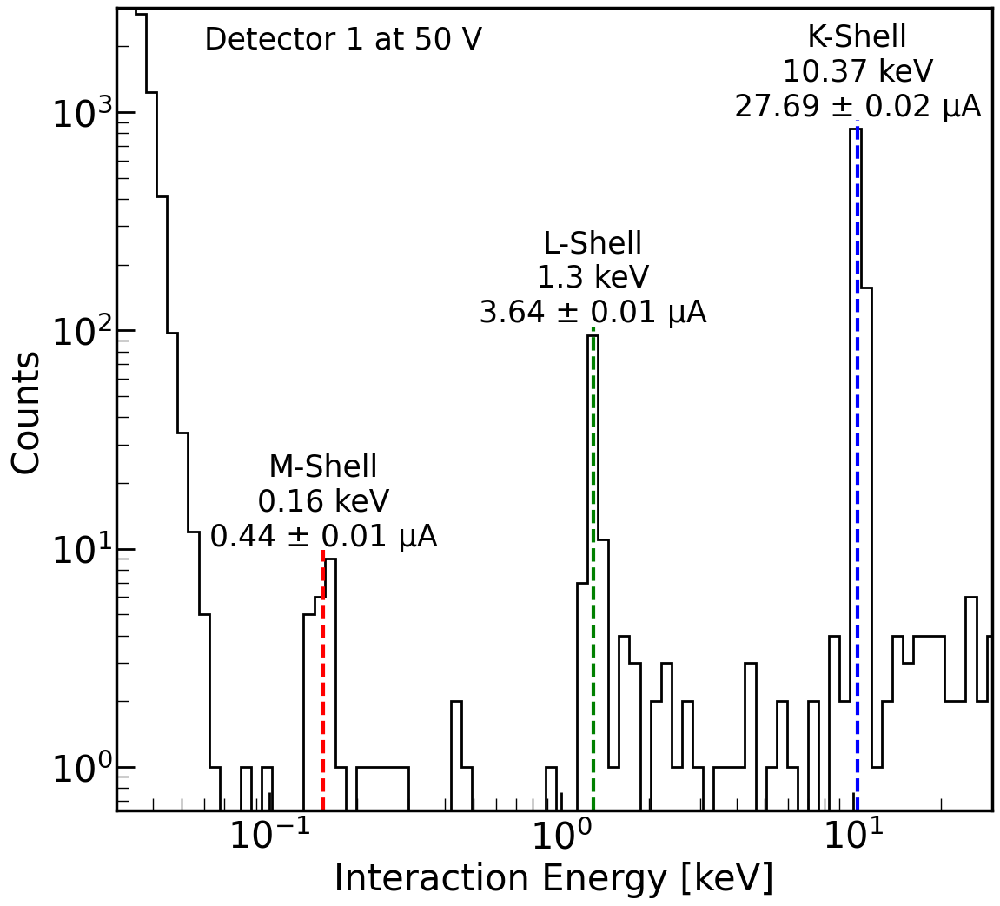 Detector 1 at 50 V
K-Shell
10.37 keV
27.69 ± 0.02 μA
L-Shell
1.3 keV
3.64 ± 0.01 μA
M-Shell
0.16 keV
0.44 ± 0.01 μA
Counts
10³
10²
10¹
10⁰
10⁻¹
10⁰
10¹
Interaction Energy [keV]